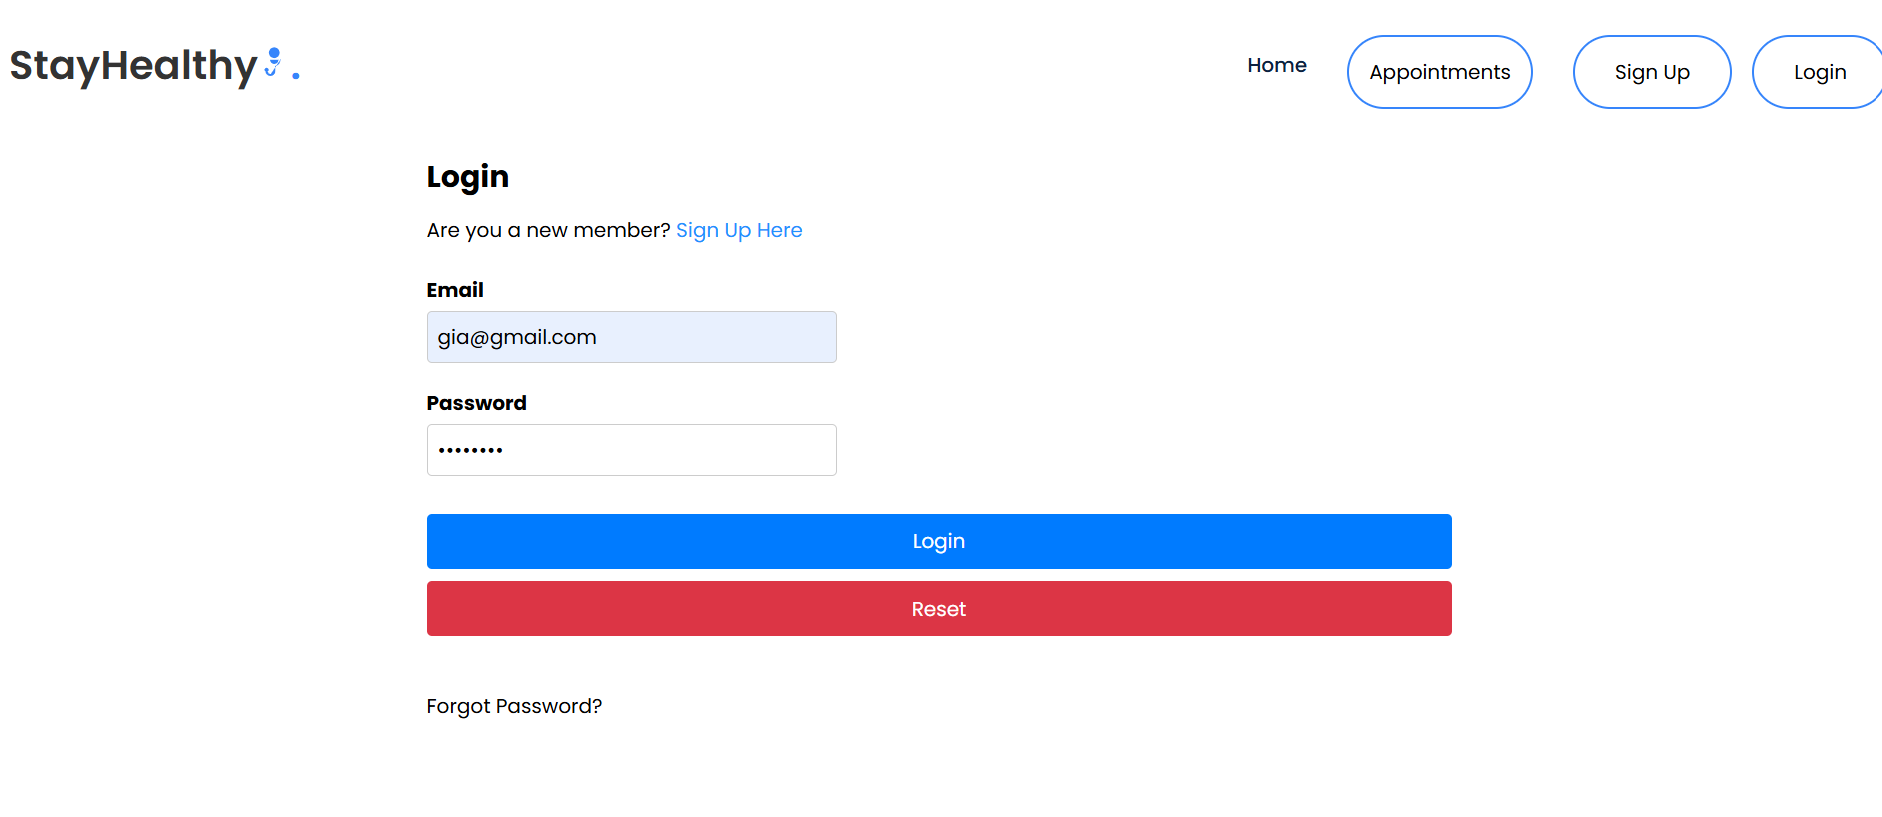 StayHealthy.
Home
Appointments
Sign Up
Login
Login
Are you a new member? Sign Up Here
Email
gia@gmail.com
Password
••••••••
Login
Reset
Forgot Password?